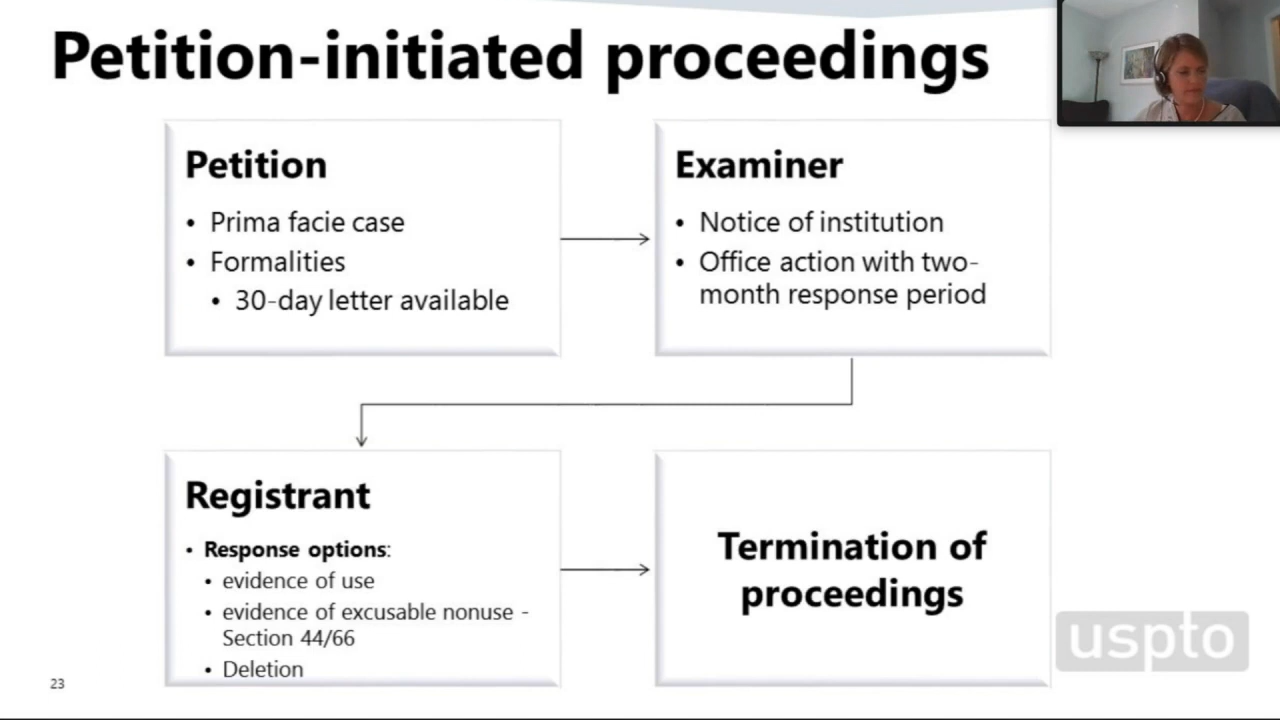 Petition-initiated proceedings
Petition
• Prima facie case
• Formalities
• 30-day letter available
Examiner
• Notice of institution
• Office action with two-
month response period
Registrant
• Response options:
• evidence of use
• evidence of excusable nonuse -
Section 44/66
• Deletion
Termination of
proceedings
uspto
23